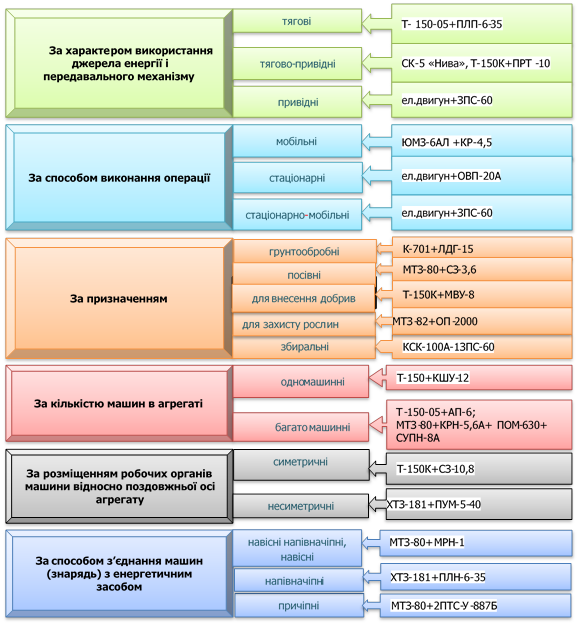 За характером використання
джерела енергії і
передавального механізму
тягові
Т- 150-05+ПЛП-6-35
тягово-привідні
СК-5 «Нива», Т-150К+ПРТ -10
привідні
ел.двигун+ЗПС-60
За способом виконання операції
мобільні
ЮМЗ-6АЛ +КР-4,5
стаціонарні
ел.двигун+ОВП-20А
стаціонарно-мобільні
ел.двигун+ЗПС-60
За призначенням
грунтообробні
К-701+ЛДГ-15
посівні
МТЗ-80+СЗ-3,6
для внесення добрив
Т-150К+МВУ-8
для захисту рослин
МТЗ-82+ОП-2000
збиральні
КСК-100А-1ЗПС-60
За кількістю машин в агрегаті
одномашинні
Т-150+КШУ-12
багато машинні
Т-150-05+АП-6;
МТЗ-80+КРН-5,6А+ ПОМ-630+
СУПН-8А
За розміщенням робочих органів
машини відносно поздовжньої осі
агрегату
симетричні
Т-150К+СЗ-10,8
несиметричні
ХТЗ-181+ПУМ-5-40
За способом з’єднання машин
(знарядь) з енергетичним
засобом
навісні напівначіпні,
навісні
МТЗ-80+МРН-1
напівначіпні
ХТЗ-181+ПЛН-6-35
причіпні
МТЗ-80+2ПТС-У-887Б